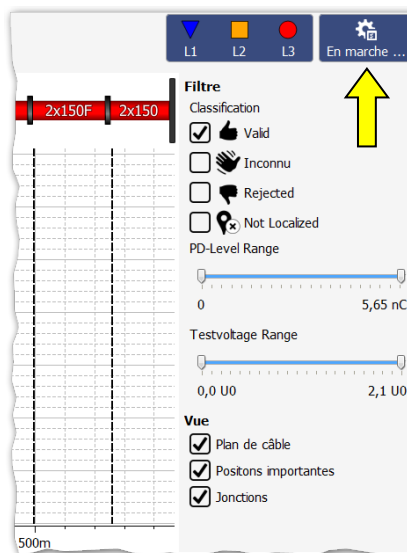 L1 L2 L3 En marche ...
2x150F 2x150
Filtre
Classification
Valid
Inconnu
Rejected
Not Localized
PD-Level Range
0 5,65 nC
Testvoltage Range
0,0 U0 2,1 U0
Vue
Plan de câble
Positons importantes
Jonctions
500m